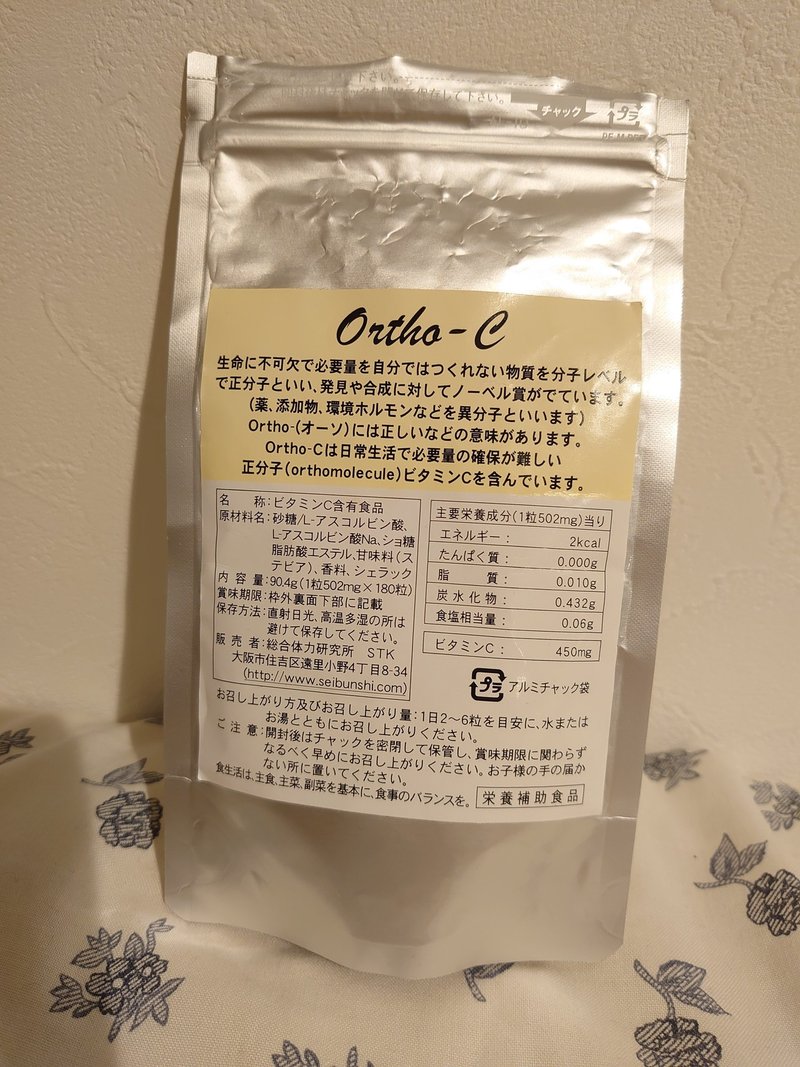 下さい。
して下さい。
チャック
プラ
Ortho-C
生命に不可欠で必要量を自分ではつくれない物質を分子レベル
で正分子といい、発見や合成に対してノーベル賞がでています。
(薬、添加物、環境ホルモンなどを異分子といいます)
Ortho-(オーソ)には正しいなどの意味があります。
Ortho-Cは日常生活で必要量の確保が難しい
正分子(orthomolecule)ビタミンCを含んでいます。
名 称:ビタミンC含有食品
原材料名:砂糖/L-アスコルビン酸、
L-アスコルビン酸Na、ショ糖
脂肪酸エステル、甘味料(ス
テビア)、香料、シェラック
内容量:90.4g(1粒502mg×180粒)
賞味期限:枠外裏面下部に記載
保存方法:直射日光、高温多湿の所は
避けて保存してください。
販売者:総合体力研究所 STK
大阪市住吉区遠里小野4丁目8-34
(http://www.seibunshi.com)
主要栄養成分(1粒502mg)当り
エネルギー: 2kcal
たんぱく質: 0.000g
脂質: 0.010g
炭水化物: 0.432g
食塩相当量: 0.06g
ビタミンC: 450mg
プラ アルミチャック袋
お召し上がり方及びお召し上がり量:1日2～6粒を目安に、水または
お湯とともにお召し上がりください。
ご注意:開封後はチャックを密閉して保管し、賞味期限に関わらず
なるべく早めにお召し上がりください。お子様の手の届か
ない所に置いてください。
食生活は、主食、主菜、副菜を基本に、食事のバランスを。
栄養補助食品